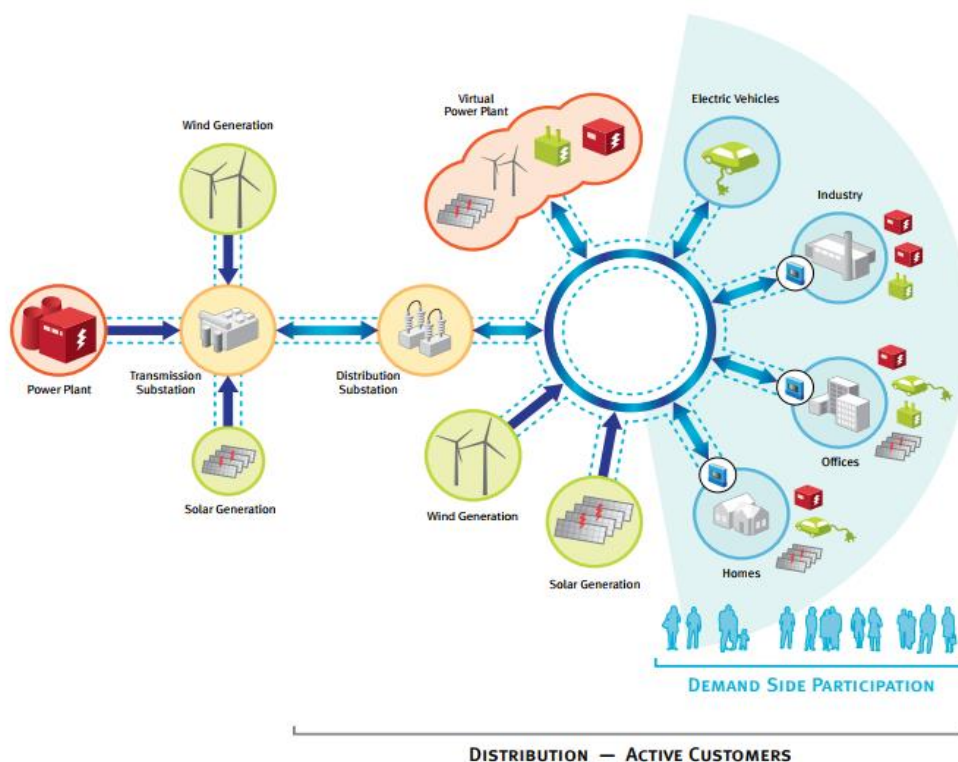 Virtual
Power Plant
Electric Vehicles
Wind Generation
Industry
Power Plant
Transmission
Substation
Distribution
Substation
Offices
Solar Generation
Wind Generation
Homes
Solar Generation
DEMAND SIDE PARTICIPATION
DISTRIBUTION — ACTIVE CUSTOMERS